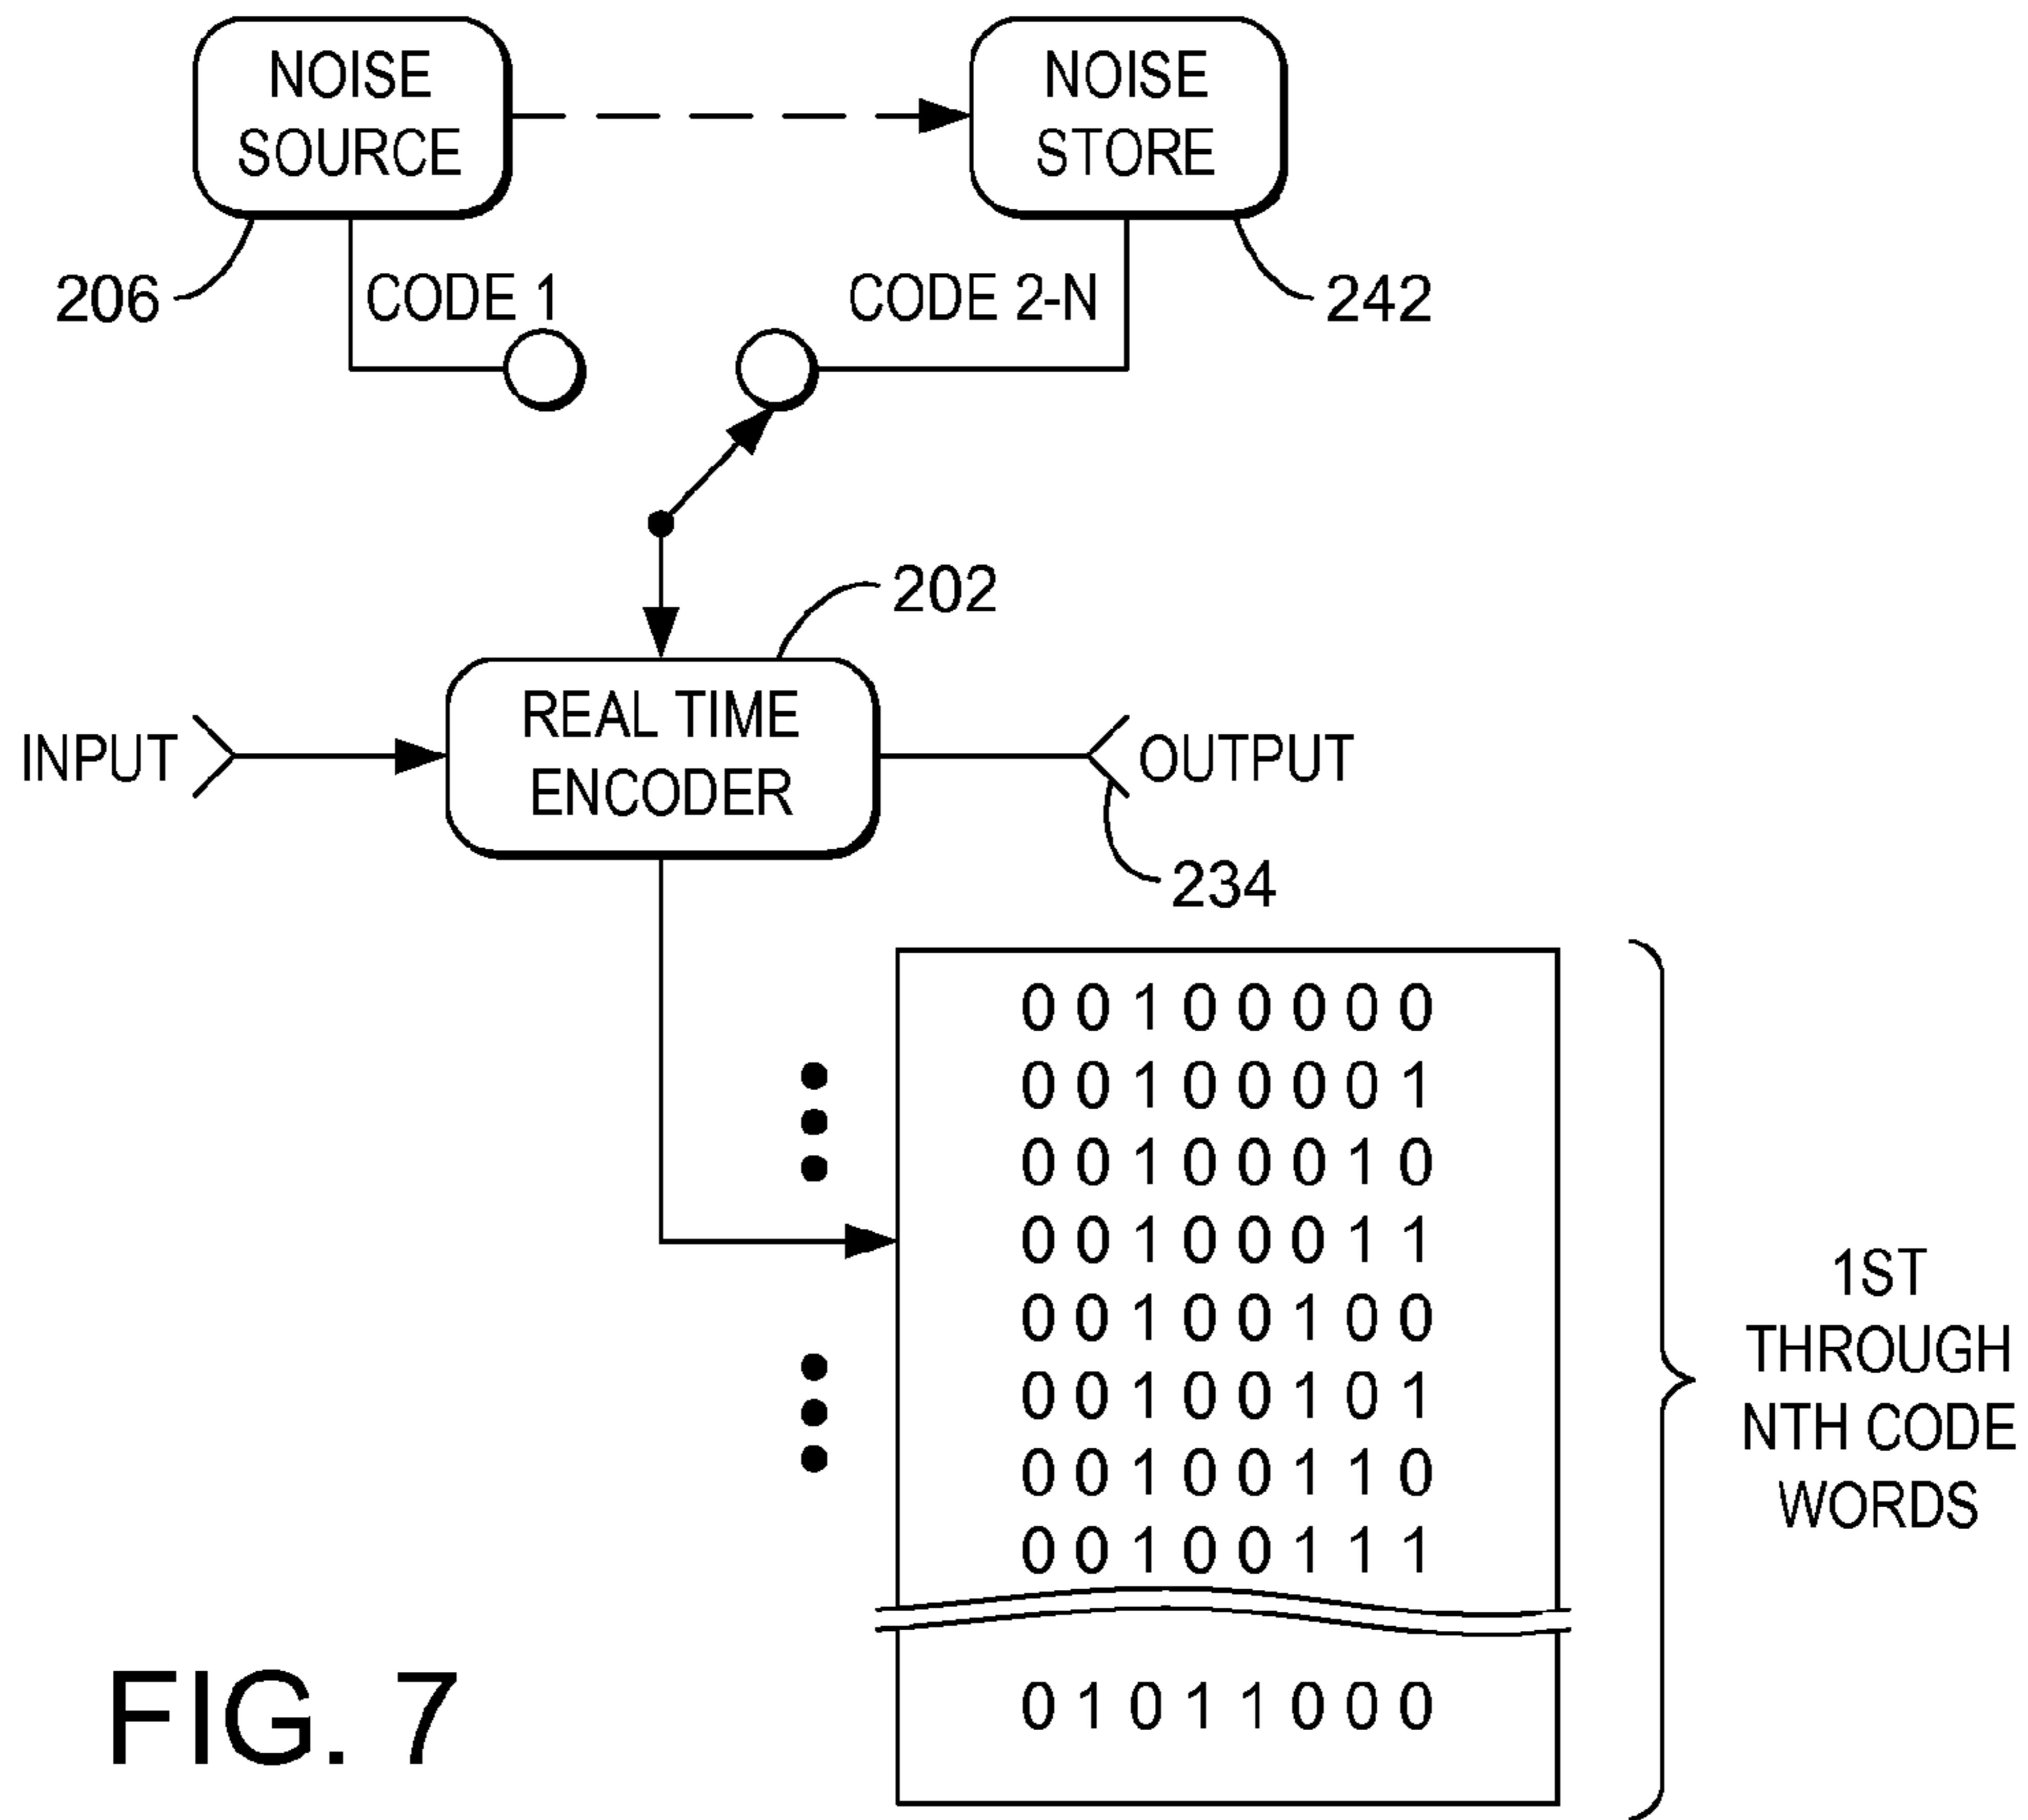 NOISE
SOURCE
NOISE
STORE
206
CODE 1
CODE 2-N
242
202
REAL TIME
ENCODER
INPUT
OUTPUT
234
0 0 1 0 0 0 0 0
0 0 1 0 0 0 0 1
0 0 1 0 0 0 1 0
0 0 1 0 0 0 1 1
0 0 1 0 0 1 0 0
0 0 1 0 0 1 0 1
0 0 1 0 0 1 1 0
0 0 1 0 0 1 1 1
0 1 0 1 1 0 0 0
1ST
THROUGH
NTH CODE
WORDS
FIG. 7